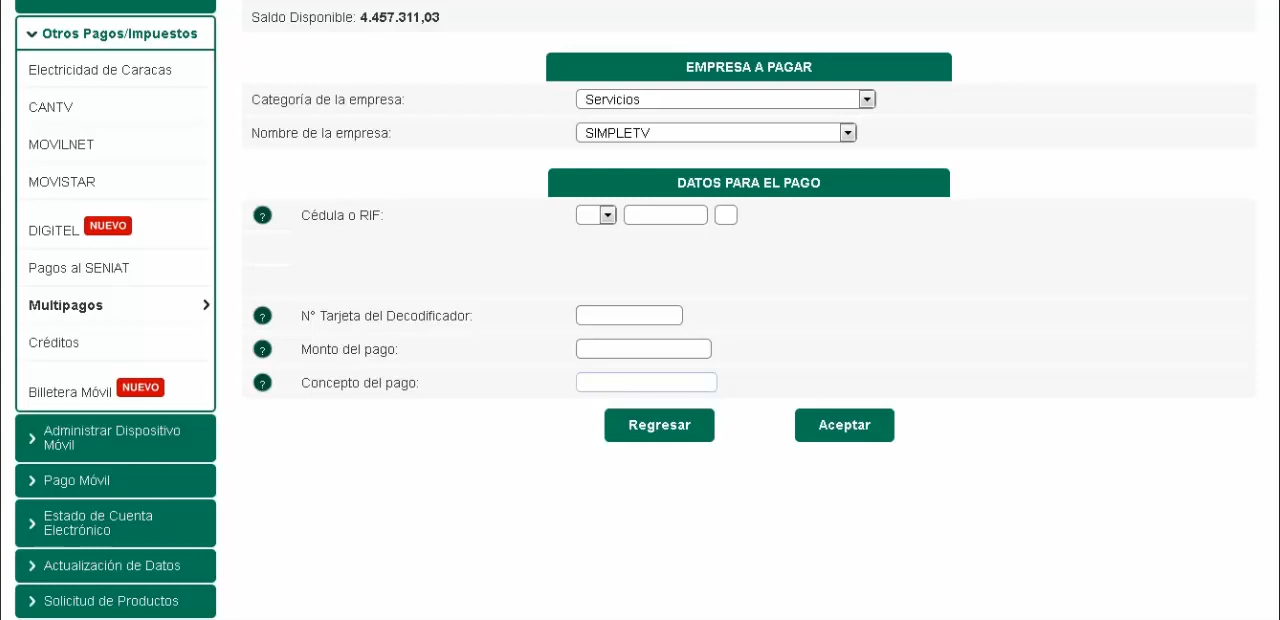 Otros Pagos/Impuestos
Electricidad de Caracas
CANTV
MOVILNET
MOVISTAR
DIGITEL NUEVO
Pagos al SENIAT
Multipagos
Créditos
Billetera Móvil NUEVO
Administrar Dispositivo
Móvil
Pago Móvil
Estado de Cuenta
Electrónico
Actualización de Datos
Solicitud de Productos
Saldo Disponible: 4.457.311,03
EMPRESA A PAGAR
Categoría de la empresa: Servicios
Nombre de la empresa: SIMPLETV
DATOS PARA EL PAGO
? Cédula o RIF:
? N° Tarjeta del Decodificador:
? Monto del pago:
? Concepto del pago:
Regresar Aceptar